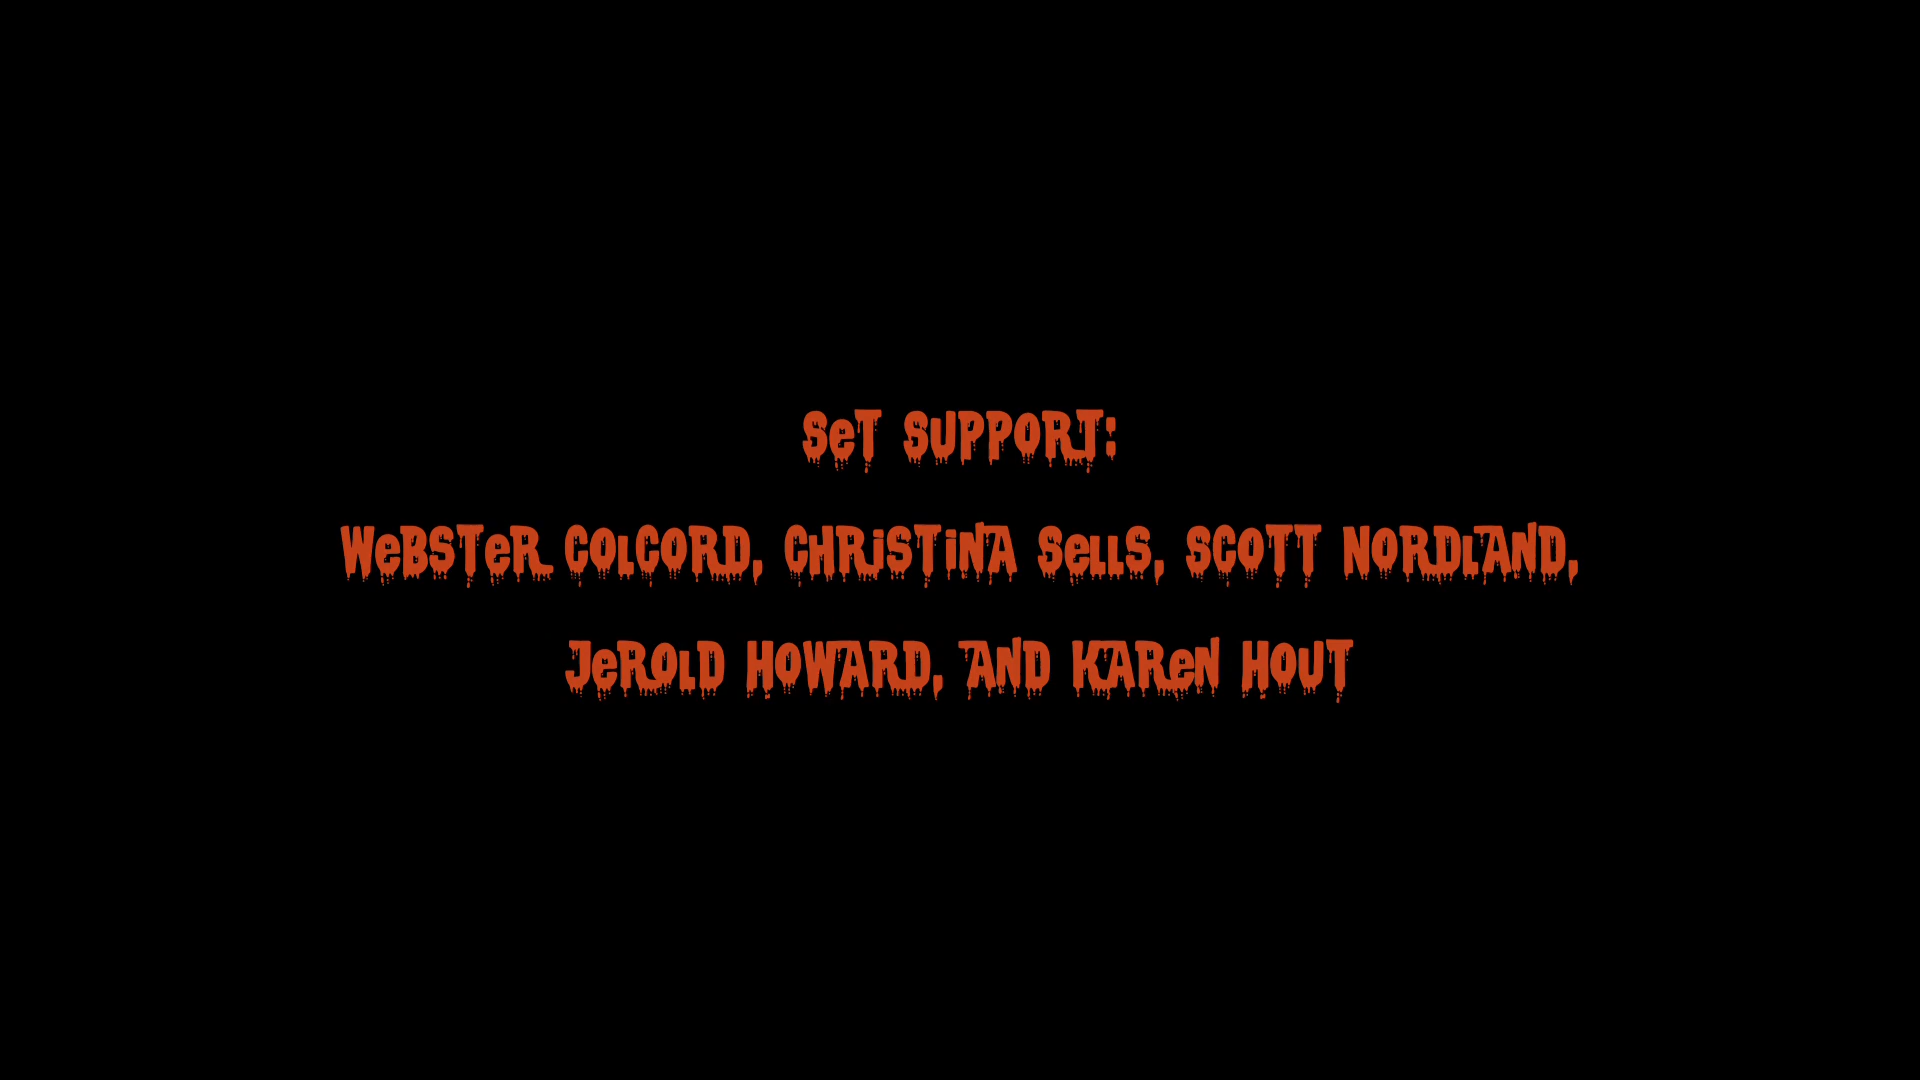 SeT SUPPORT:
WeBSTeR COLCORD, CHRiSTiNA SeLLS, SCOTT NORDLAND,
JeROLD HOWARD, AND KAReN HOUT